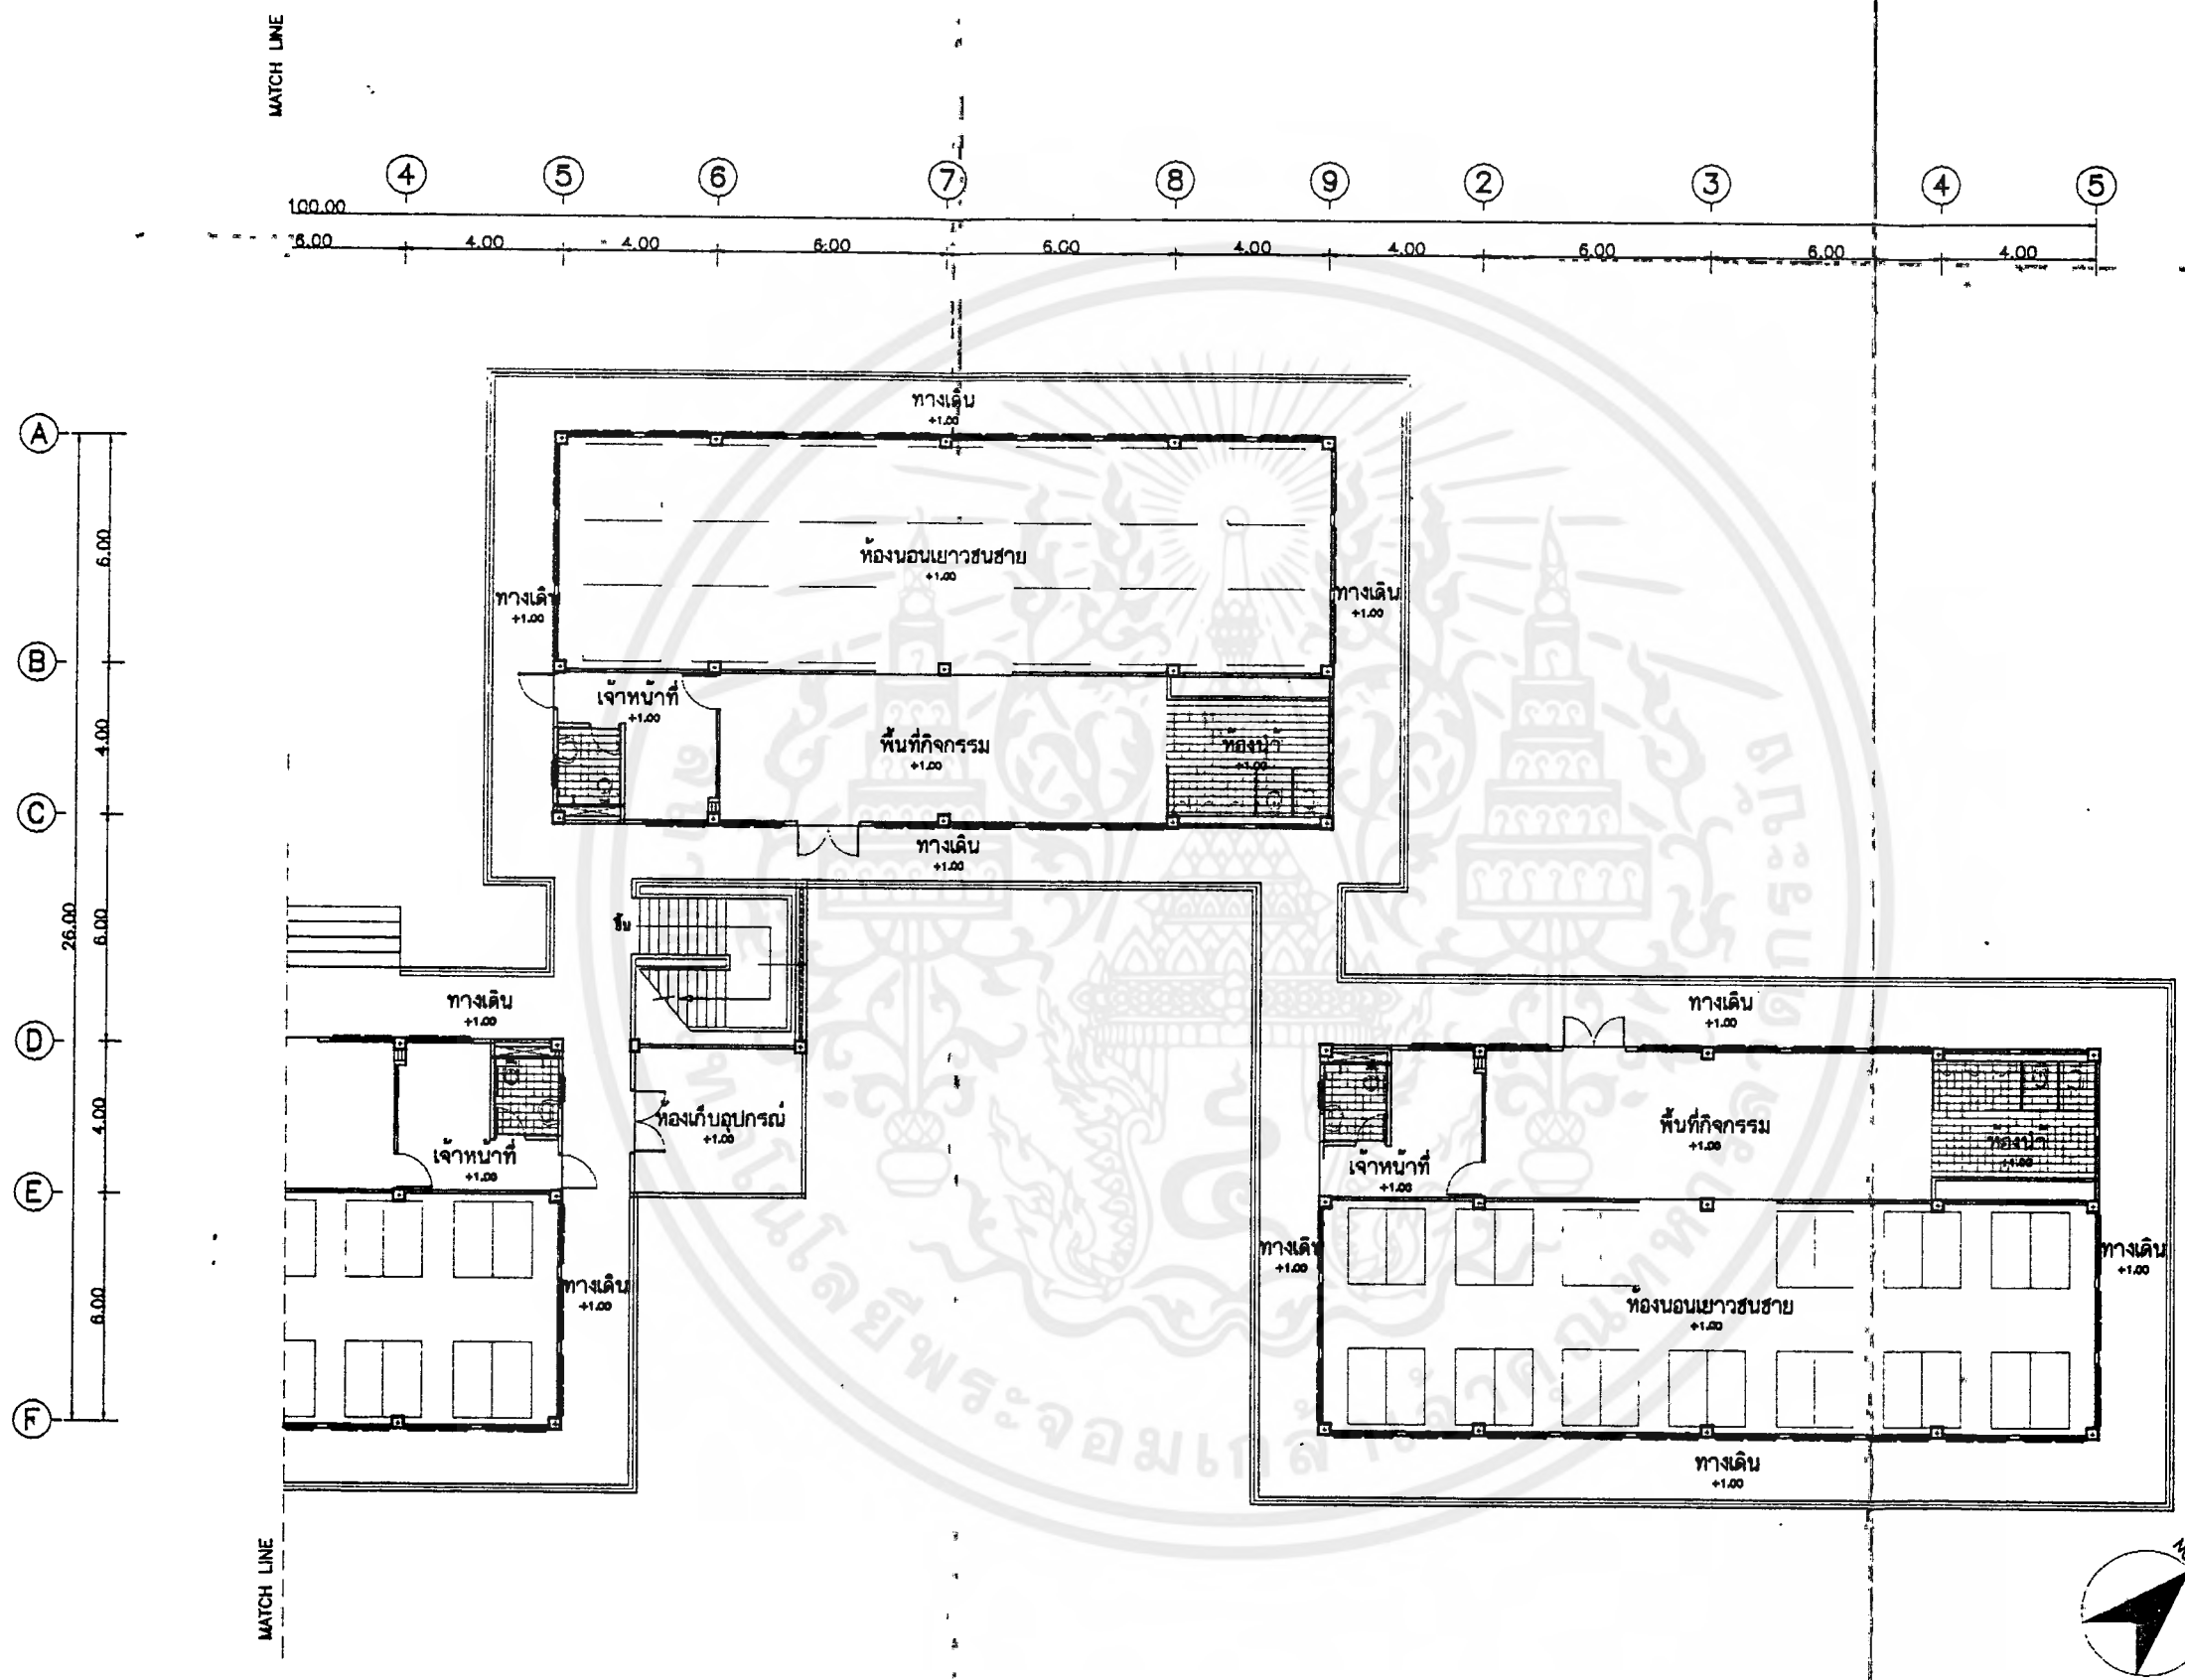 MATCH LINE
4 5 6 7 8 9 2 3 4 5
100.00
6.00 4.00 4.00 6.00 6.00 4.00 4.00 6.00 6.00 4.00
ทางเดิน
+1.00
A
6.00
ห้องนอนเยาวชนชาย
+1.00
ทางเดิน
+1.00
ทางเดิน
+1.00
B
เจ้าหน้าที่
+1.00
4.00
พื้นที่กิจกรรม
+1.00
ห้องน้ำ
+1.00
C
ทางเดิน
+1.00
26.00
6.00
ขึ้น
ทางเดิน
+1.00
ทางเดิน
+1.00
D
4.00
ห้องเก็บอุปกรณ์
+1.00
พื้นที่กิจกรรม
+1.00
ห้องน้ำ
+1.00
เจ้าหน้าที่
+1.00
เจ้าหน้าที่
+1.00
E
ทางเดิน
+1.00
ทางเดิน
+1.00
ทางเดิน
+1.00
6.00
ห้องนอนเยาวชนชาย
+1.00
F
ทางเดิน
+1.00
MATCH LINE